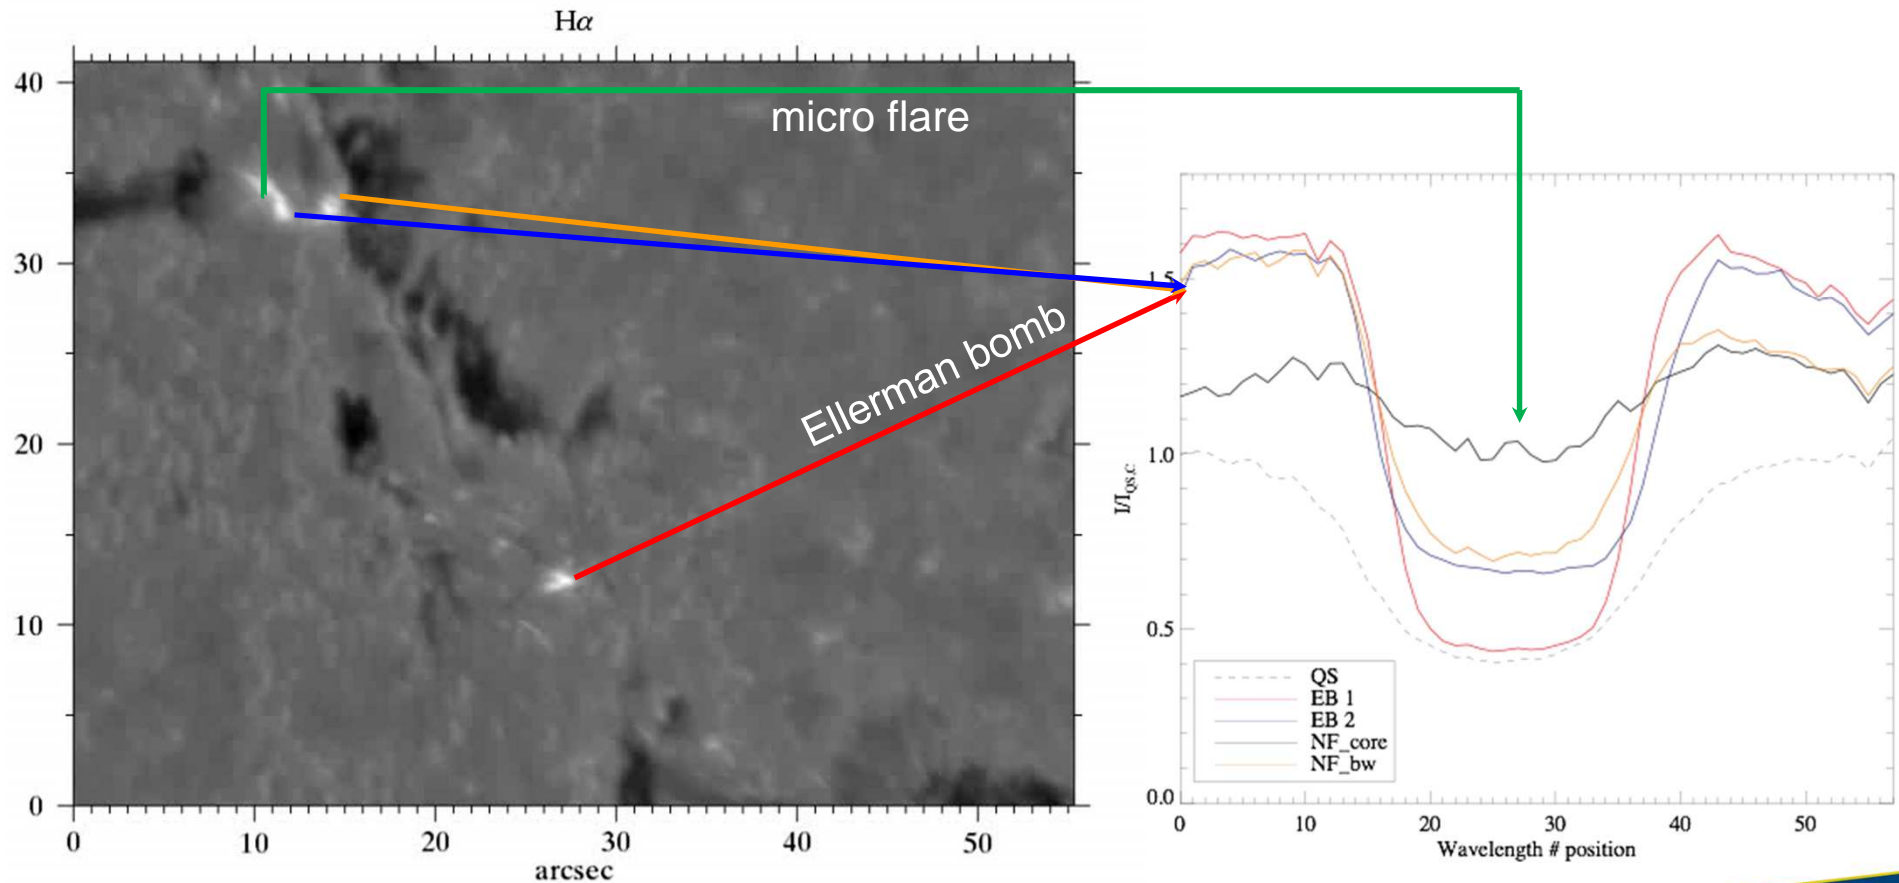 Hα
micro flare
Ellerman bomb
40
30
20
10
0
0 10 20 30 40 50
arcsec
1.5
1.0
0.5
0.0
I/I_QS,C
QS
EB 1
EB 2
NF_core
NF_bw
0 10 20 30 40 50
Wavelength # position